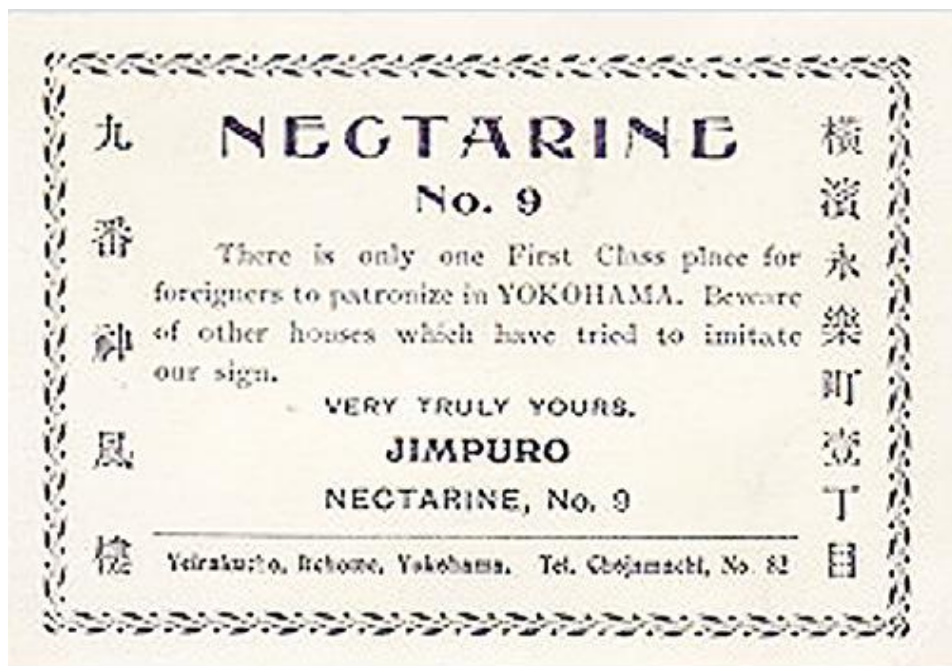 NECTARINE
No. 9
There is only one First Class place for
foreigners to patronize in YOKOHAMA. Beware
of other houses which have tried to imitate
our sign.
VERY TRULY YOURS.
JIMPURO
NECTARINE, No. 9
Yeirakucho, Itchome, Yokohama. Tel. Chojamachi, No. 82
橫濱永樂町壹丁目
九番神風樓